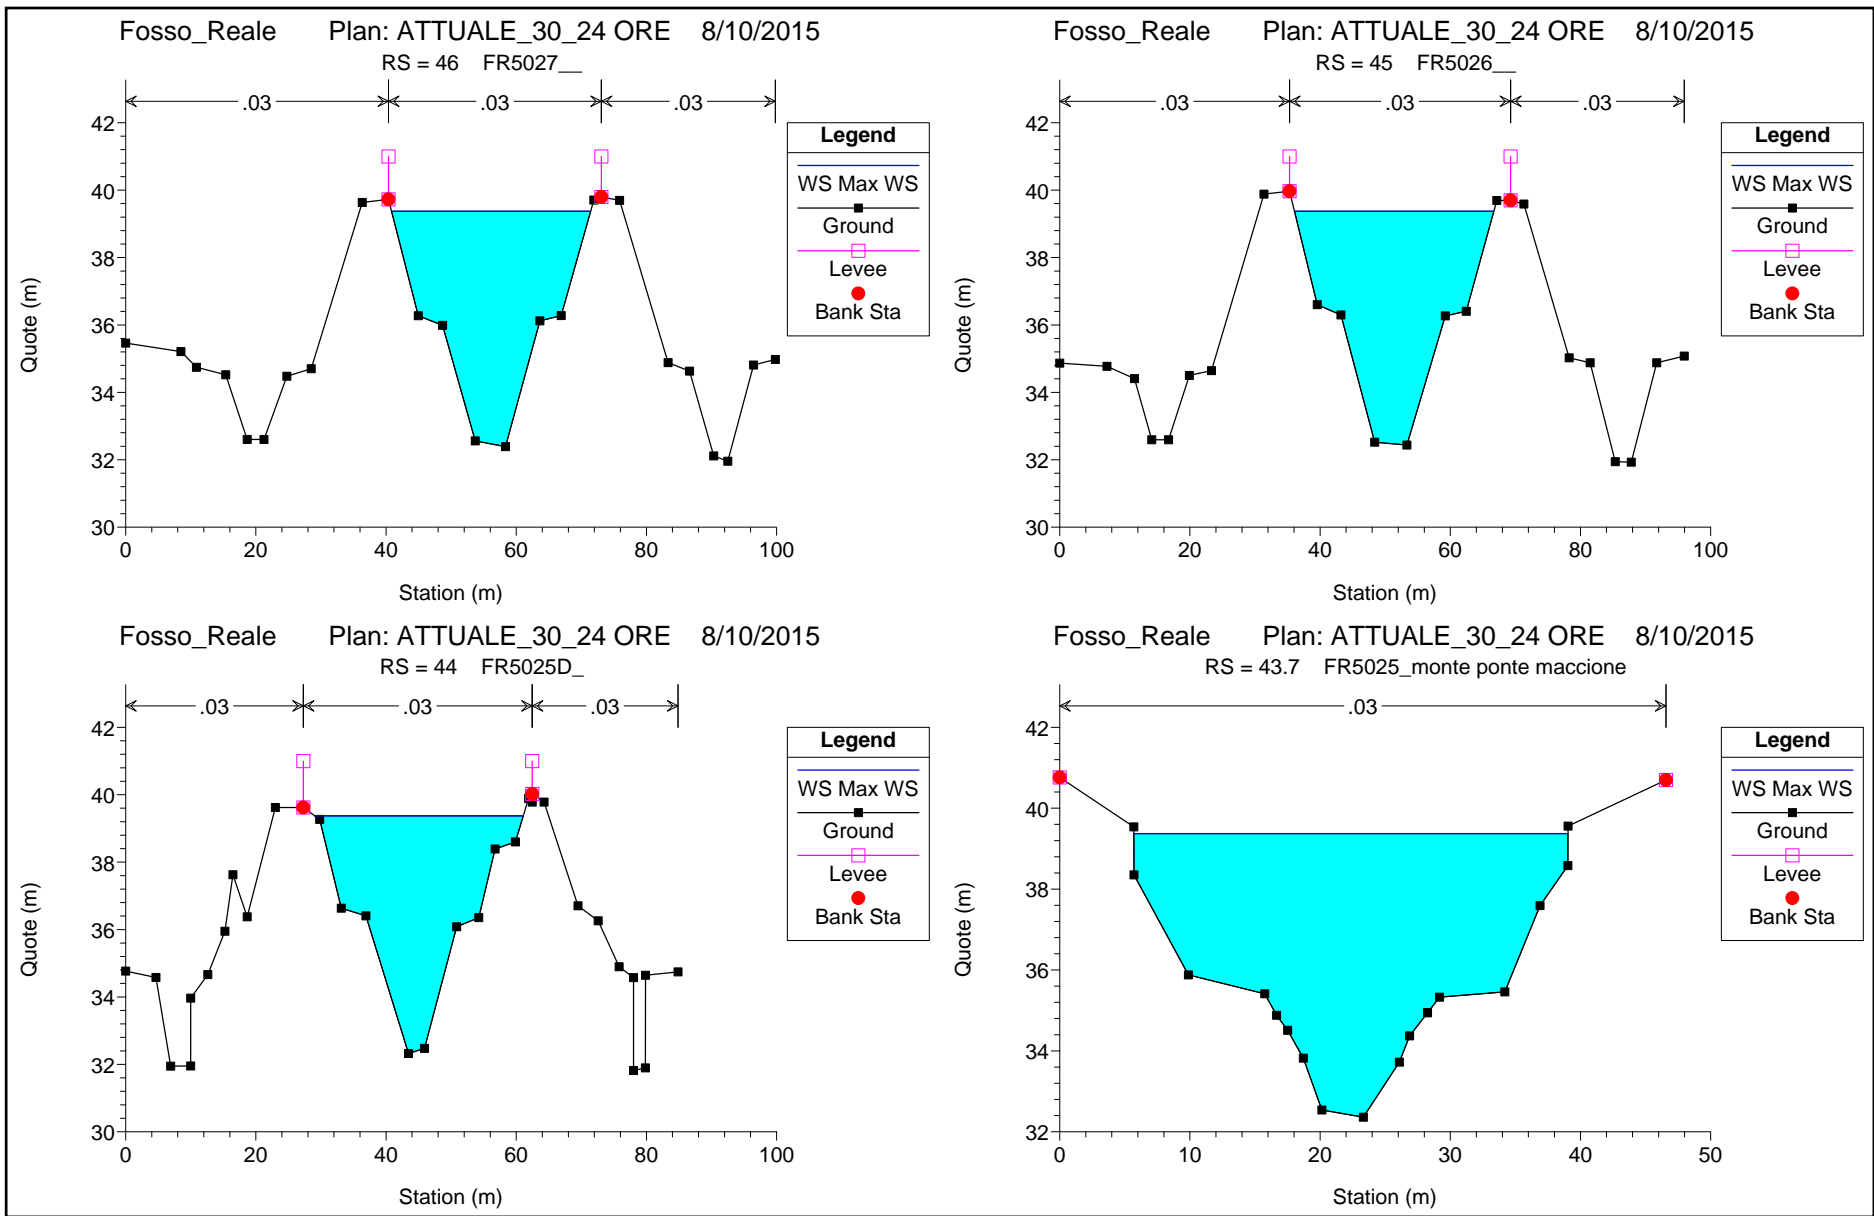 Fosso_Reale Plan: ATTUALE_30_24 ORE 8/10/2015
RS = 46 FR5027__
.03 .03 .03
42
40
38
36
34
32
30
Quote (m)
0 20 40 60 80 100
Station (m)
Legend
WS Max WS
Ground
Levee
Bank Sta
Fosso_Reale Plan: ATTUALE_30_24 ORE 8/10/2015
RS = 45 FR5026__
.03 .03 .03
42
40
38
36
34
32
30
Quote (m)
0 20 40 60 80 100
Station (m)
Legend
WS Max WS
Ground
Levee
Bank Sta
Fosso_Reale Plan: ATTUALE_30_24 ORE 8/10/2015
RS = 44 FR5025D_
.03 .03 .03
42
40
38
36
34
32
30
Quote (m)
0 20 40 60 80 100
Station (m)
Legend
WS Max WS
Ground
Levee
Bank Sta
Fosso_Reale Plan: ATTUALE_30_24 ORE 8/10/2015
RS = 43.7 FR5025_monte ponte maccione
.03
42
40
38
36
34
32
Quote (m)
0 10 20 30 40 50
Station (m)
Legend
WS Max WS
Ground
Levee
Bank Sta